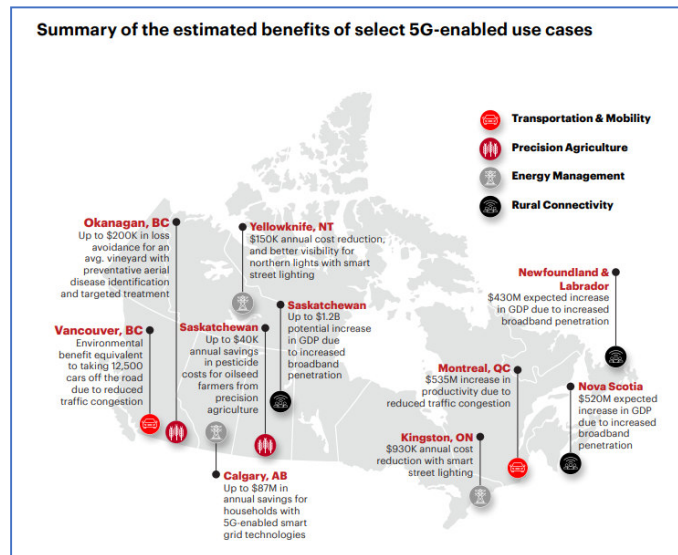 Summary of the estimated benefits of select 5G-enabled use cases
Transportation & Mobility
Precision Agriculture
Energy Management
Rural Connectivity
Okanagan, BC
Up to $200K in loss
avoidance for an
avg. vineyard with
preventative aerial
disease identification
and targeted treatment
Yellowknife, NT
$150K annual cost reduction,
and better visibility for
northern lights with smart
street lighting
Newfoundland &
Labrador
$430M expected increase
in GDP due to increased
broadband penetration
Vancouver, BC
Environmental
benefit equivalent
to taking 12,500
cars off the road
due to reduced
traffic congestion
Saskatchewan
Up to $40K
annual savings
in pesticide
costs for oilseed
farmers from
precision
agriculture
Saskatchewan
Up to $1.2B
potential increase
in GDP due
to increased
broadband
penetration
Montreal, QC
$535M increase in
productivity due to
reduced traffic congestion
Nova Scotia
$520M expected
increase in GDP
due to increased
broadband
penetration
Kingston, ON
$930K annual cost
reduction with smart
street lighting
Calgary, AB
Up to $87M in
annual savings for
households with
5G-enabled smart
grid technologies